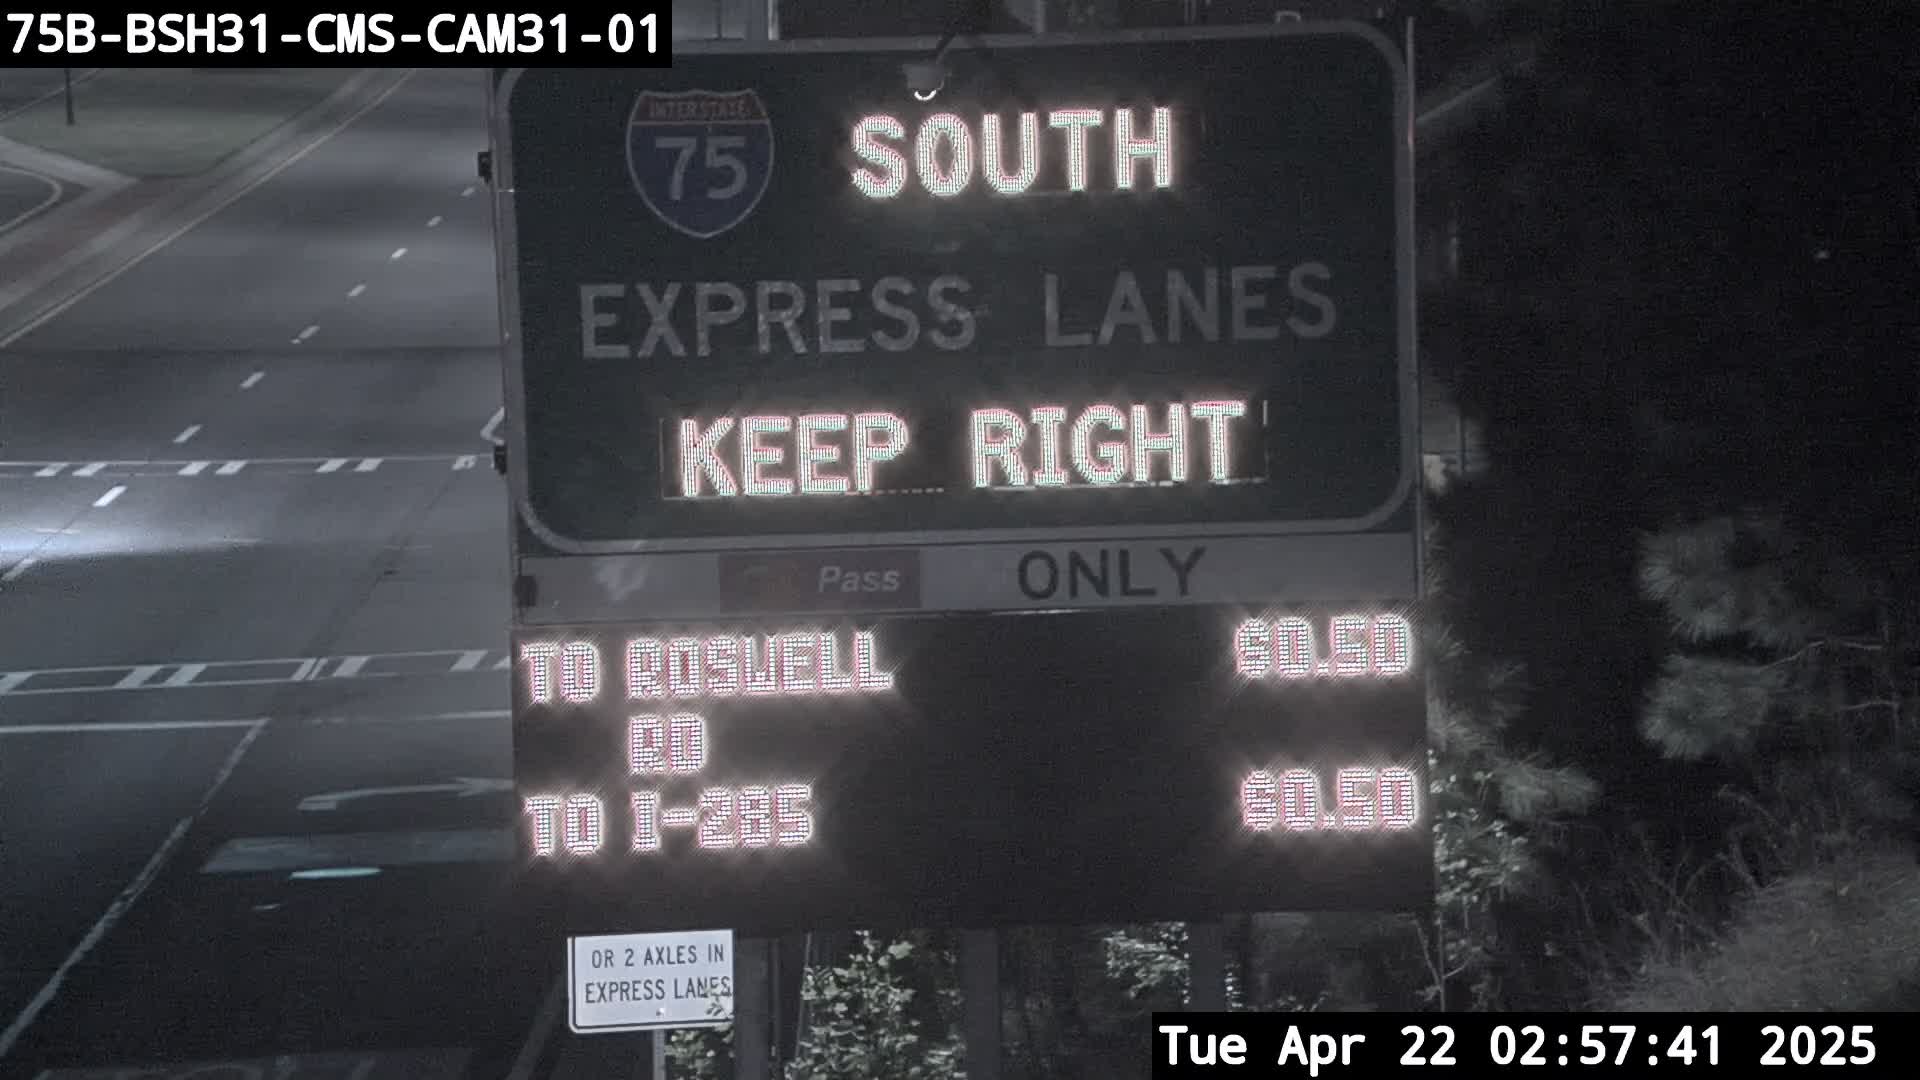 75B-BSH31-CMS-CAM31-01
INTERSTATE
75
SOUTH
EXPRESS LANES
KEEP RIGHT
Pass ONLY
TO ROSWELL $0.50
RD
TO I-285 $0.50
OR 2 AXLES IN
EXPRESS LANES
Tue Apr 22 02:57:41 2025